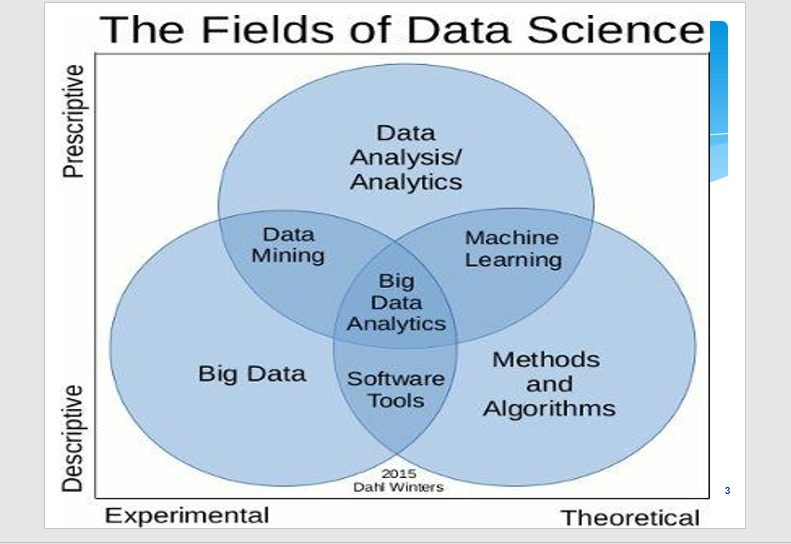 The Fields of Data Science
Prescriptive
Data
Analysis/
Analytics
Data
Mining
Machine
Learning
Big
Data
Analytics
Big Data
Methods
and
Algorithms
Software
Tools
Descriptive
2015
Dahl Winters
3
Experimental
Theoretical